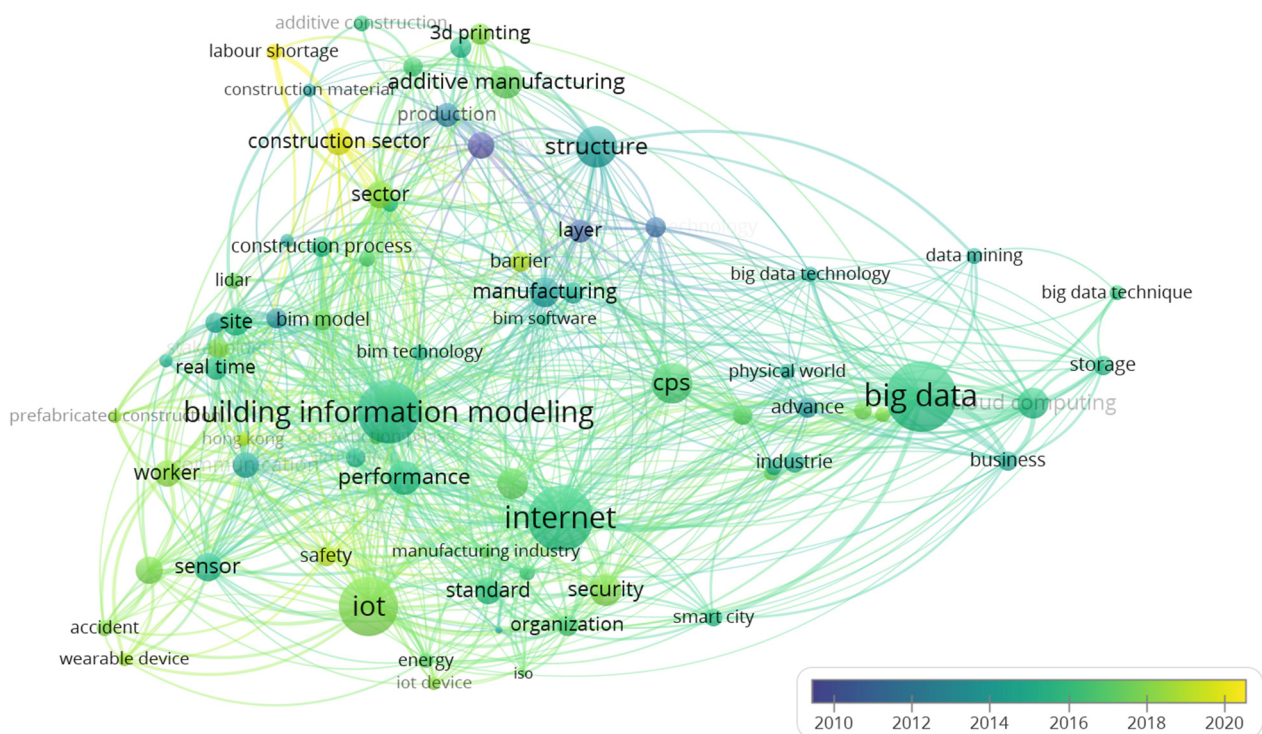 additive construction
3d printing
labour shortage
additive manufacturing
construction material
production
construction sector
structure
sector
layer
technology
construction process
data mining
barrier
big data technology
lidar
manufacturing
big data technique
bim software
site
bim model
bim technology
real time
storage
physical world
cps
big data
cloud computing
advance
building information modeling
prefabricated construction
hong kong
business
industrie
worker
performance
internet
manufacturing industry
safety
sensor
standard
security
iot
smart city
organization
accident
wearable device
energy
iso
iot device
2010 2012 2014 2016 2018 2020